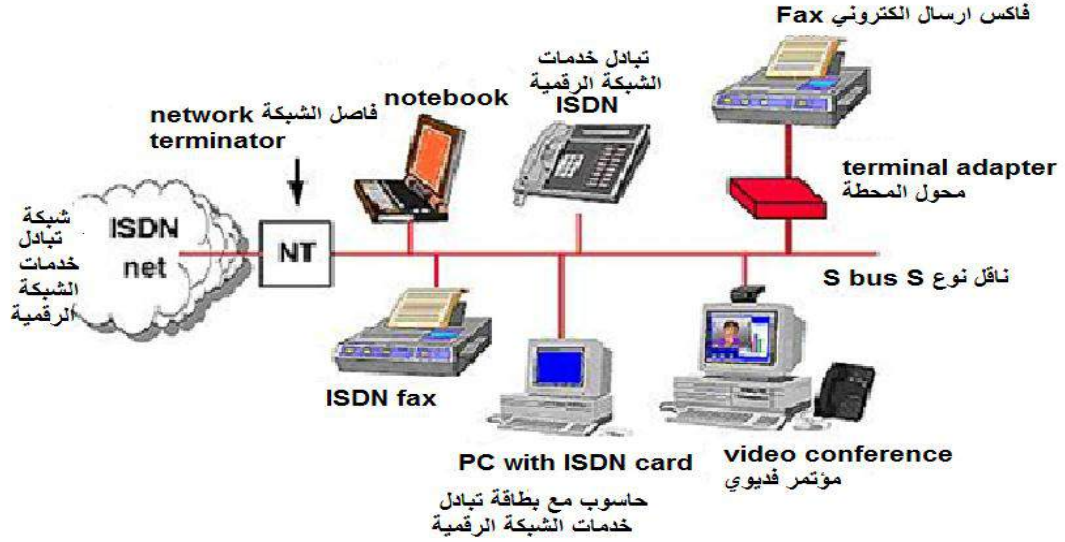 فاكس ارسال الكتروني Fax
تبادل خدمات
الشبكة الرقمية
ISDN
notebook
فاصل الشبكة network
terminator
terminal adapter
محول المحطة
شبكة
تبادل
خدمات
الشبكة
الرقمية
ISDN
net
NT
ناقل نوع S bus S
ISDN fax
PC with ISDN card
حاسوب مع بطاقة تبادل
خدمات الشبكة الرقمية
video conference
مؤتمر فديوي